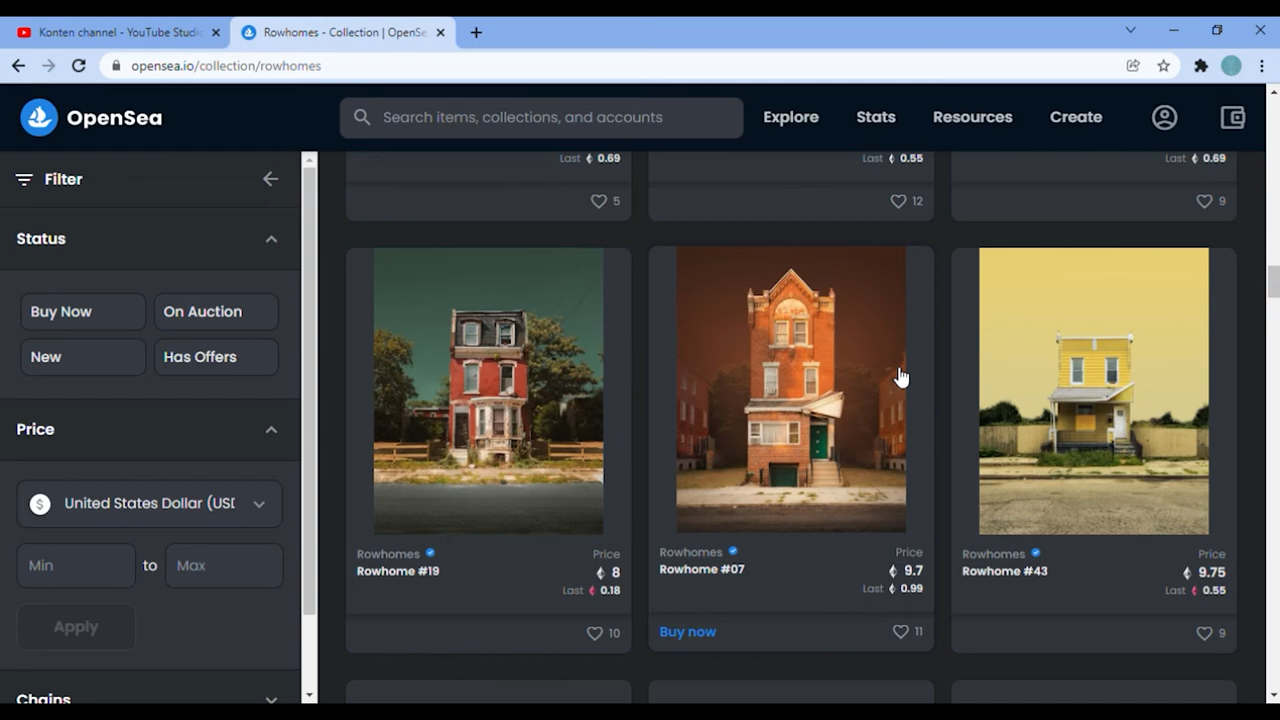 Konten channel - YouTube Studi
Rowhomes - Collection | OpenSe
opensea.io/collection/rowhomes
OpenSea
Search items, collections, and accounts
Explore
Stats
Resources
Create
Filter
Status
Buy Now
On Auction
New
Has Offers
Price
$ United States Dollar (USD
Min
to
Max
Apply
Chains
Last 0.69
Last 0.55
Last 0.69
5
12
9
Rowhomes
Price
Rowhome #19
8
Last 0.18
10
Rowhomes
Price
Rowhome #07
9.7
Last 0.99
Buy now
11
Rowhomes
Price
Rowhome #43
9.75
Last 0.55
9